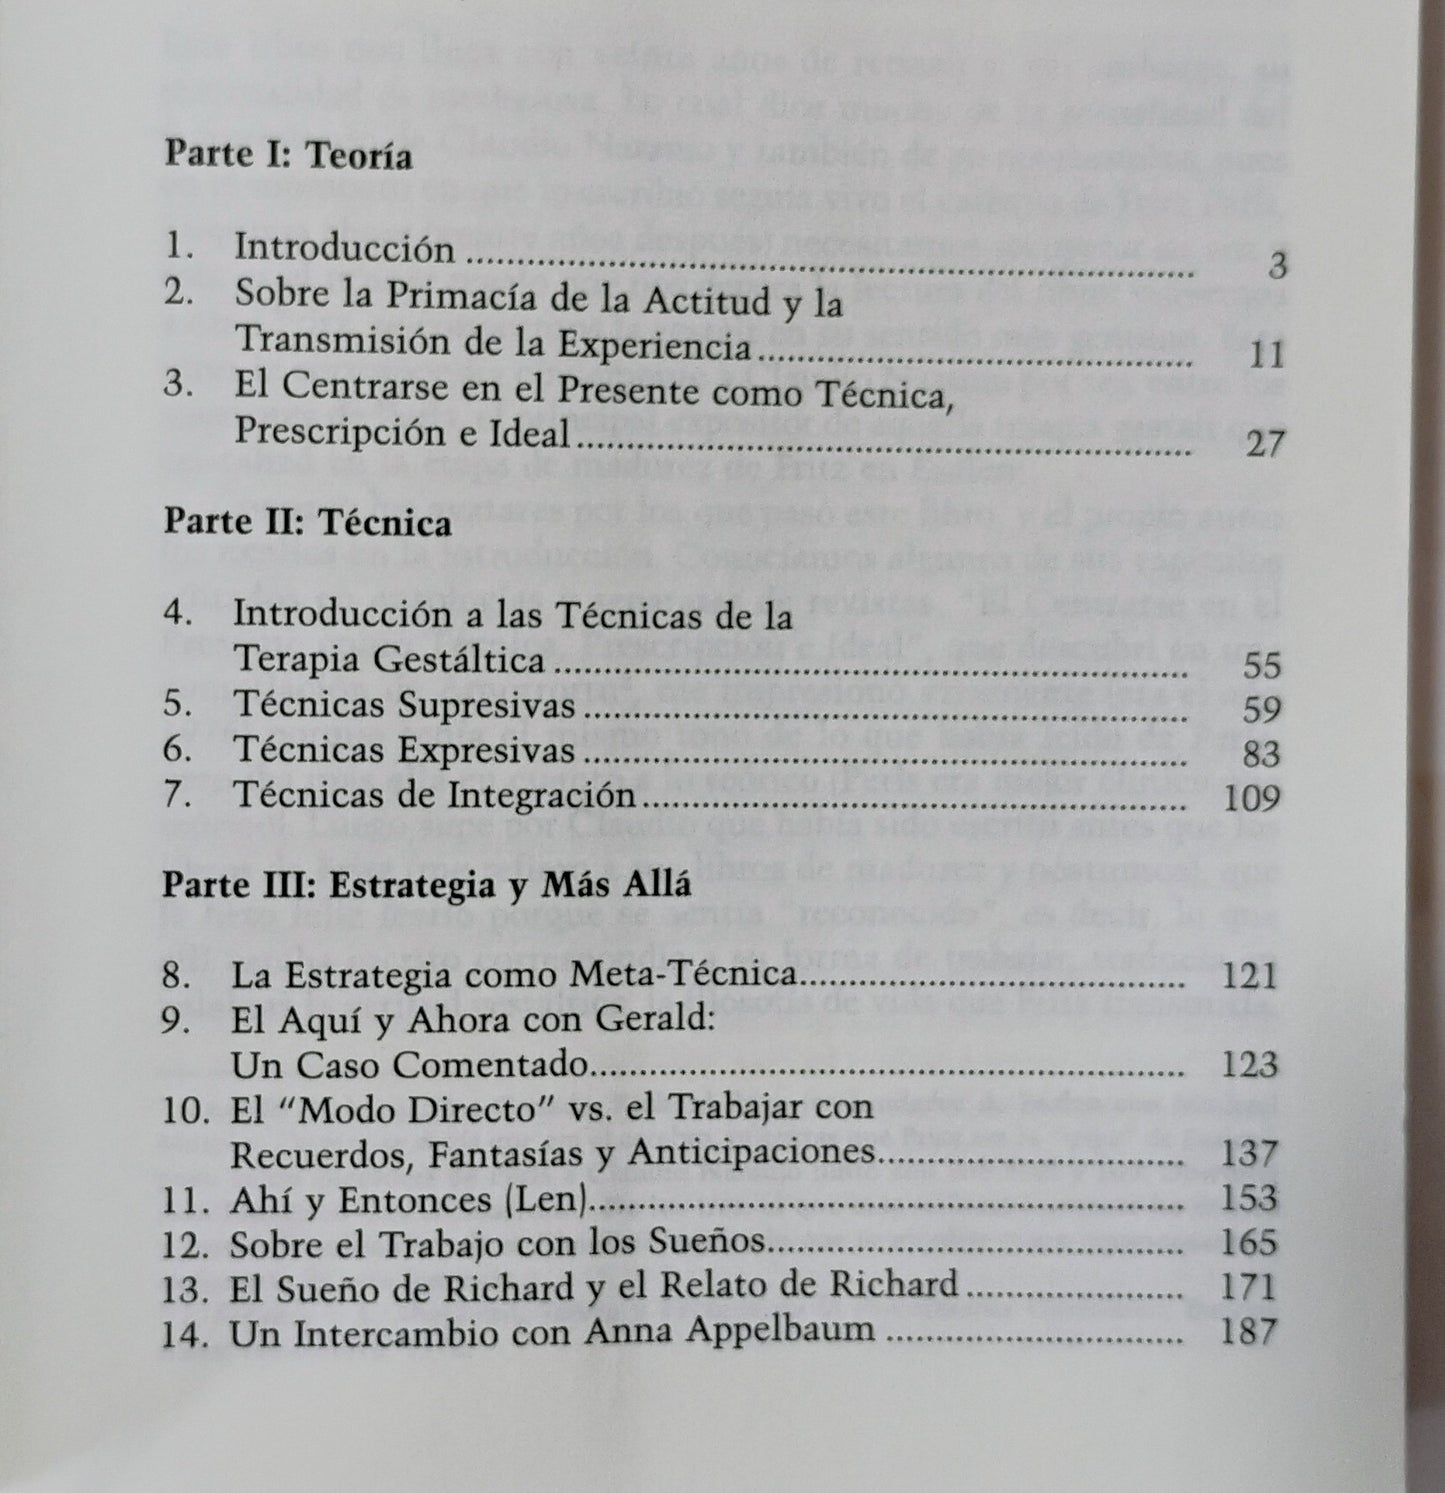 Parte I: Teoría
1. Introducción ........ 3
2. Sobre la Primacía de la Actitud y la
Transmisión de la Experiencia ........ 11
3. El Centrarse en el Presente como Técnica,
Prescripción e Ideal ........ 27
Parte II: Técnica
4. Introducción a las Técnicas de la
Terapia Gestáltica ........ 55
5. Técnicas Supresivas ........ 59
6. Técnicas Expresivas ........ 83
7. Técnicas de Integración ........ 109
Parte III: Estrategia y Más Allá
8. La Estrategia como Meta-Técnica ........ 121
9. El Aquí y Ahora con Gerald:
Un Caso Comentado ........ 123
10. El “Modo Directo” vs. el Trabajar con
Recuerdos, Fantasías y Anticipaciones ........ 137
11. Ahí y Entonces (Len) ........ 153
12. Sobre el Trabajo con los Sueños ........ 165
13. El Sueño de Richard y el Relato de Richard ........ 171
14. Un Intercambio con Anna Appelbaum ........ 187